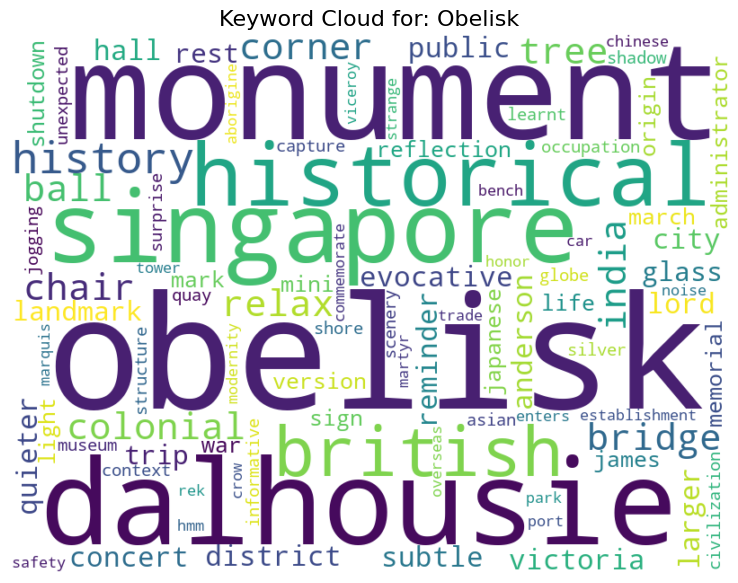 Keyword Cloud for: Obelisk
shutdown
unexpected
hall
rest
corner
public
tree
chinese
shadow
monument
aborigine
viceroy
strange
learnt
origin
administrator
history
capture
reflection
occupation
historical
ball
bench
singapore
surprise
jogging
march
city
car
india
tower
mark
mini
commemorate
evocative
honor
globe
glass
noise
chair
quay
landmark
relax
scenery
reminder
trade
japanese
anderson
life
lord
marquis
structure
shore
martyr
silver
memorial
obelisk
modernity
version
sign
asian
enters
establishment
quieter
light
colonial
museum
trip
war
context
informative
british
overseas
bridge
james
rek
hmm
crow
dalhousie
park
port
larger
civilization
safety
concert
district
subtle
victoria